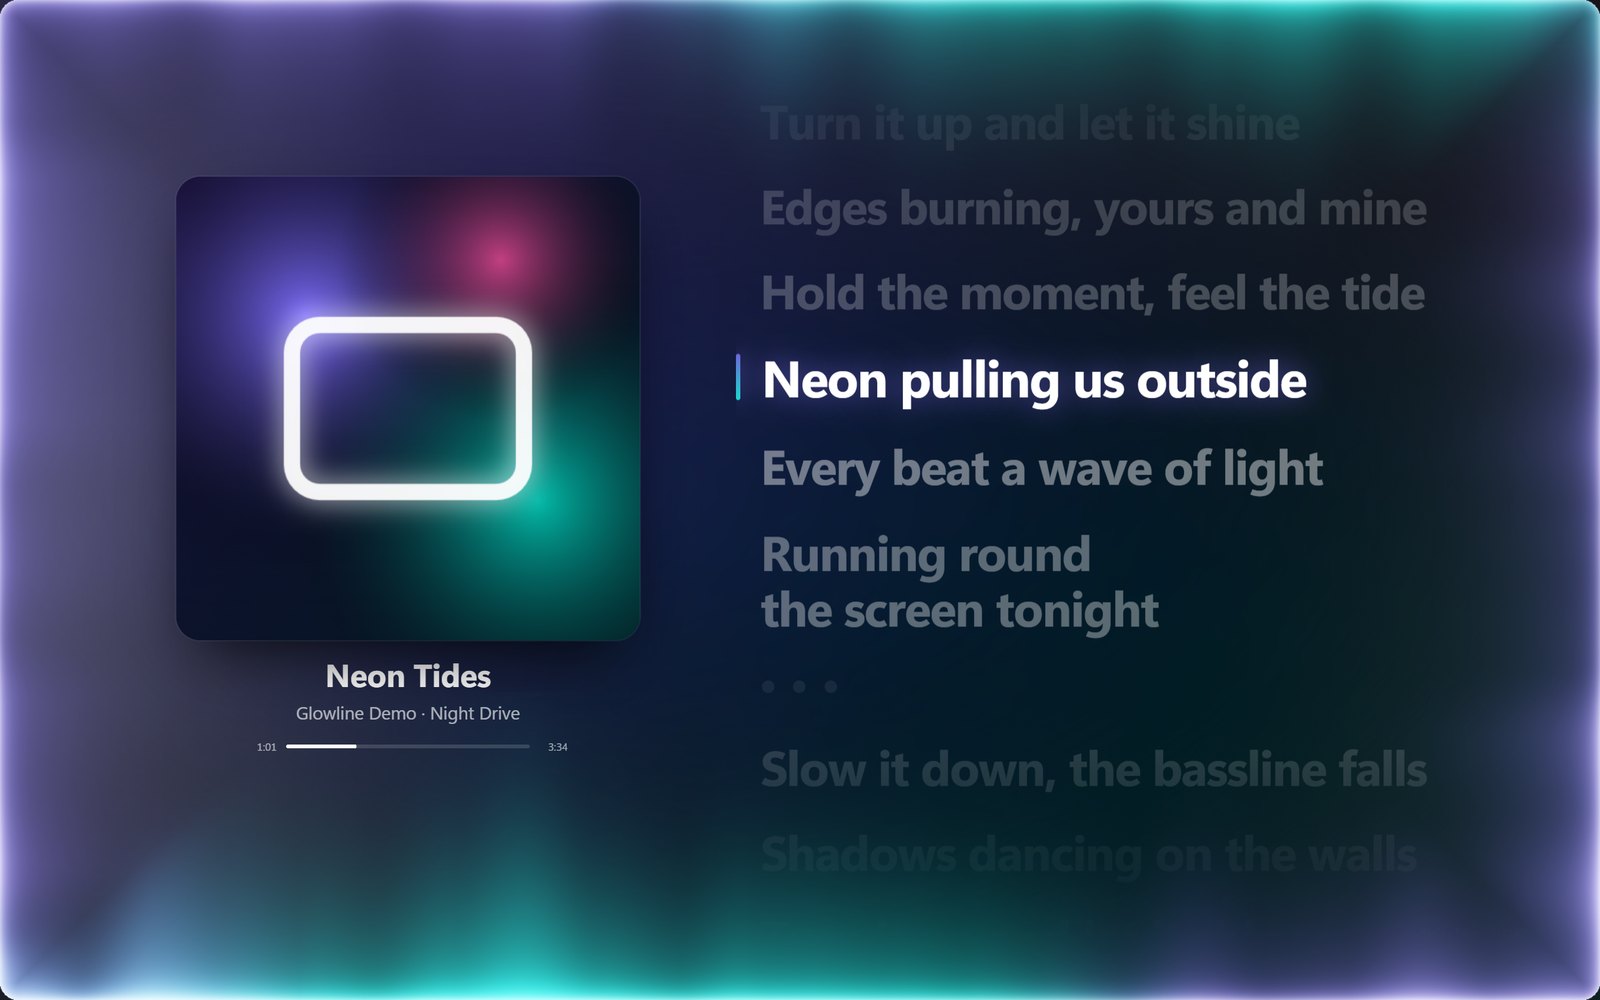 Turn it up and let it shine
Edges burning, yours and mine
Hold the moment, feel the tide
Neon pulling us outside
Every beat a wave of light
Running round
the screen tonight
• • •
Slow it down, the bassline falls
Shadows dancing on the walls
Neon Tides
Glowline Demo · Night Drive
1:01
3:34